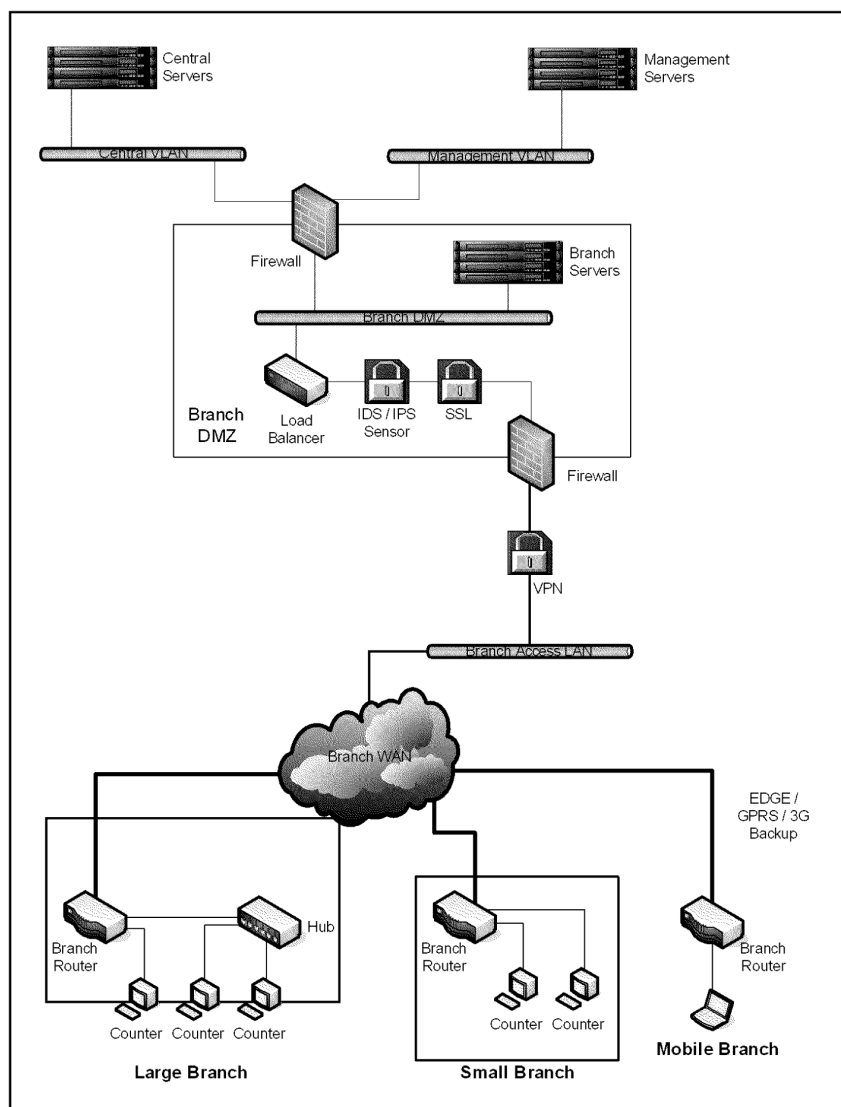 Central
Servers
Management
Servers
Central VLAN
Management VLAN
Firewall
Branch
Servers
Branch DMZ
Branch
DMZ
Load
Balancer
IDS / IPS
Sensor
SSL
Firewall
VPN
Branch Access LAN
Branch WAN
EDGE /
GPRS / 3G
Backup
Branch
Router
Hub
Branch
Router
Branch
Router
Counter
Counter
Counter
Counter
Counter
Large Branch
Small Branch
Mobile Branch